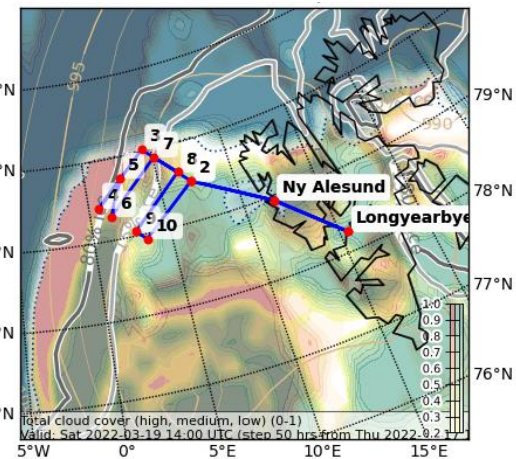 995
990
79°N
78°N
77°N
76°N
3
7
5
8
2
4
6
9
10
Ny Alesund
Longyearbye
1.0
0.9
0.8
0.7
0.6
0.5
0.4
0.3
0.2
Total cloud cover (high, medium, low) (0-1)
Valid: Sat 2022-03-19 14:00 UTC (step 50 hrs from Thu 2022-
5°W
0°
5°E
10°E
15°E
°N
°N
°N
°N
°N